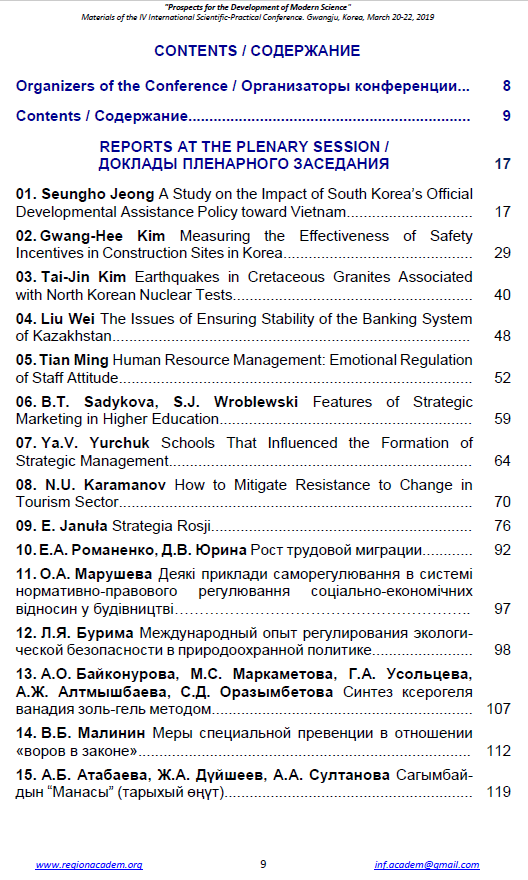 "Prospects for the Development of Modern Science"
Materials of the IV International Scientific-Practical Conference. Gwangju, Korea, March 20-22, 2019
CONTENTS / СОДЕРЖАНИЕ
Organizers of the Conference / Организаторы конференции... 8
Contents / Содержание....................................................................... 9
REPORTS AT THE PLENARY SESSION /
ДОКЛАДЫ ПЛЕНАРНОГО ЗАСЕДАНИЯ 17
01. Seungho Jeong A Study on the Impact of South Korea's Official
Developmental Assistance Policy toward Vietnam.............................. 17
02. Gwang-Hee Kim Measuring the Effectiveness of Safety
Incentives in Construction Sites in Korea............................................. 29
03. Tai-Jin Kim Earthquakes in Cretaceous Granites Associated
with North Korean Nuclear Tests......................................................... 40
04. Liu Wei The Issues of Ensuring Stability of the Banking System
of Kazakhstan...................................................................................... 48
05. Tian Ming Human Resource Management: Emotional Regulation
of Staff Attitude..................................................................................... 52
06. B.T. Sadykova, S.J. Wroblewski Features of Strategic
Marketing in Higher Education............................................................. 59
07. Ya.V. Yurchuk Schools That Influenced the Formation of
Strategic Management......................................................................... 64
08. N.U. Karamanov How to Mitigate Resistance to Change in
Tourism Sector..................................................................................... 70
09. E. Januła Strategia Rosji............................................................... 76
10. Е.А. Романенко, Д.В. Юрина Рост трудовой миграции............ 92
11. О.А. Марушева Деякі приклади саморегулювання в системі
нормативно-правового регулювання соціально-економічних
відносин у будівництві…………………………………………………. 97
12. Л.Я. Бурима Международный опыт регулирования экологи-
ческой безопасности в природоохранной политике........................ 98
13. А.О. Байконурова, М.С. Маркаметова, Г.А. Усольцева,
А.Ж. Алтмышбаева, С.Д. Оразымбетова Синтез ксерогеля
ванадия золь-гель методом............................................................... 107
14. В.Б. Малинин Меры специальной превенции в отношении
«воров в законе»................................................................................ 112
15. А.Б. Атабаева, Ж.А. Дүйшеев, А.А. Султанова Сагымбай-
дын “Манасы” (тарыхый өңүт)............................................................ 119
www.regionacadem.org 9 inf.academ@gmail.com